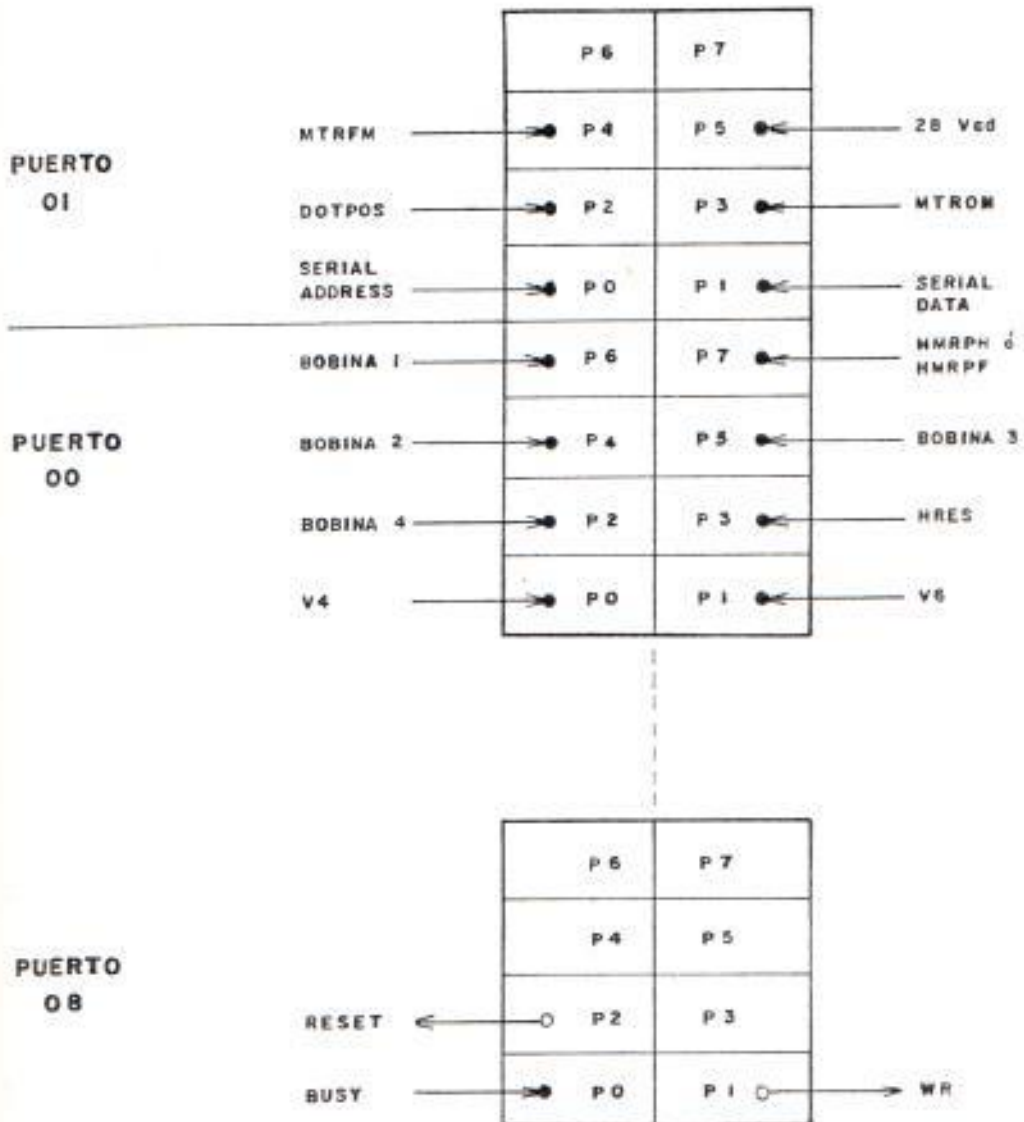 P6 P7
MTRFM P4 P5 28 Vcd
PUERTO
01
DOTPOS P2 P3 MTROM
SERIAL
ADDRESS P0 P1 SERIAL
DATA
BOBINA 1 P6 P7 HMRPH ó
HMRPF
PUERTO
00
BOBINA 2 P4 P5 BOBINA 3
BOBINA 4 P2 P3 HRES
V4 P0 P1 V6
P6 P7
P4 P5
PUERTO
08
RESET P2 P3
BUSY P0 P1 WR